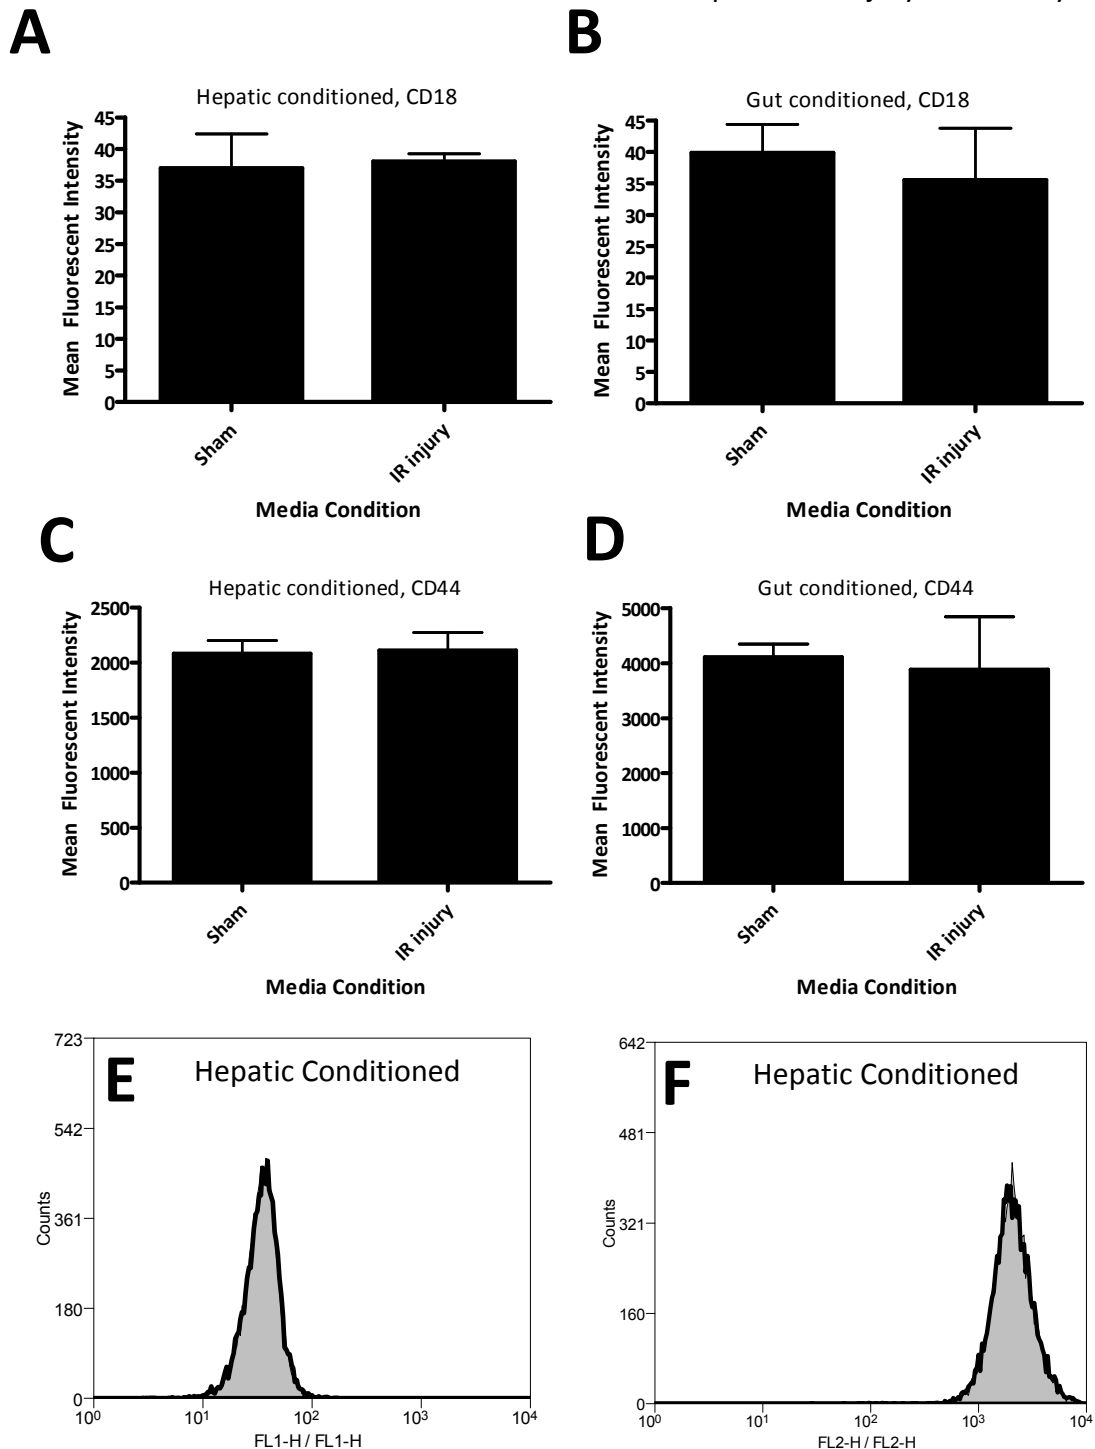 A
B
Hepatic conditioned, CD18
Mean Fluorescent Intensity
45
40
35
30
25
20
15
10
5
0
Sham
IR injury
Media Condition
Gut conditioned, CD18
Mean Fluorescent Intensity
45
40
35
30
25
20
15
10
5
0
Sham
IR injury
Media Condition
C
D
Hepatic conditioned, CD44
Mean Fluorescent Intensity
2500
2000
1500
1000
500
0
Sham
IR injury
Media Condition
Gut conditioned, CD44
Mean Fluorescent Intensity
5000
4000
3000
2000
1000
0
Sham
IR injury
Media Condition
E
Hepatic Conditioned
Counts
723
542
361
180
0
10⁰ 10¹ 10² 10³ 10⁴
FL1-H / FL1-H
F
Hepatic Conditioned
Counts
642
481
321
160
0
10⁰ 10¹ 10² 10³ 10⁴
FL2-H / FL2-H